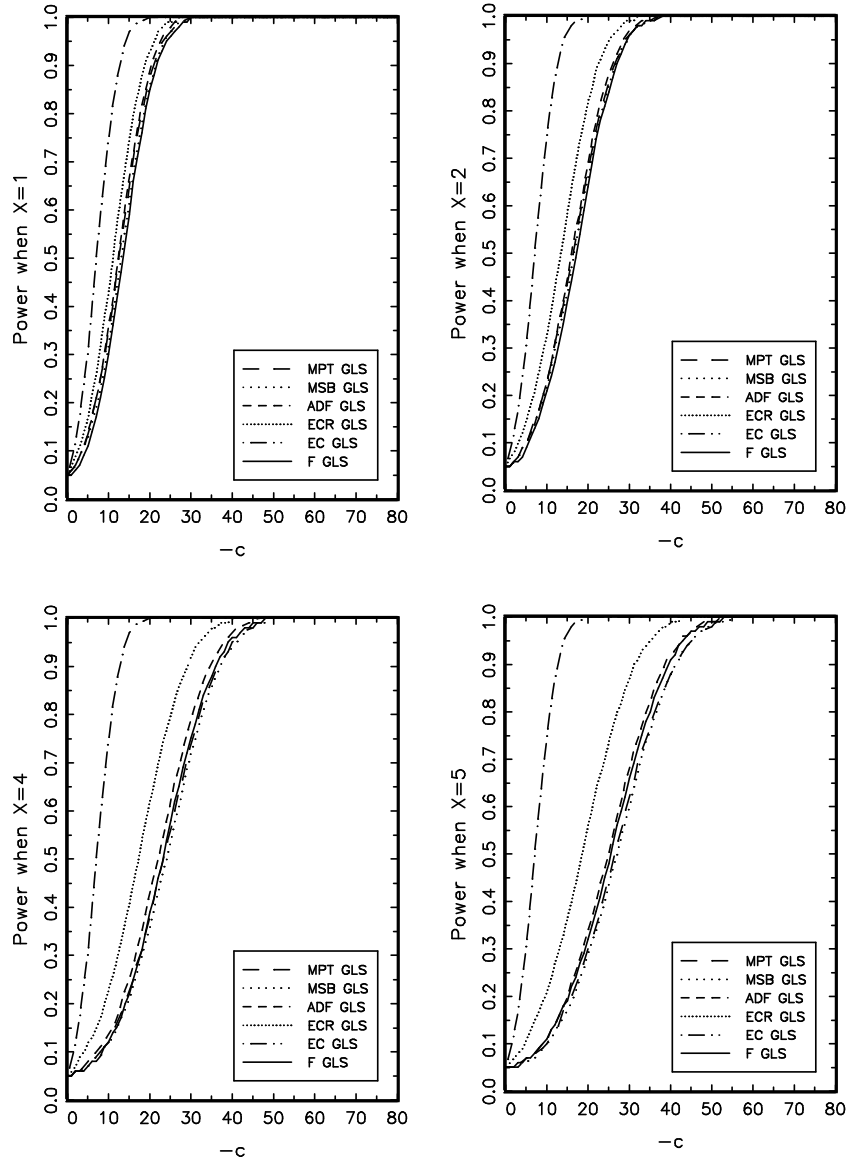 Power when X=1
1.0
0.9
0.8
0.7
0.6
0.5
0.4
0.3
0.2
0.1
0.0
MPT GLS
MSB GLS
ADF GLS
ECR GLS
EC GLS
F GLS
0 10 20 30 40 50 60 70 80
−c
Power when X=2
1.0
0.9
0.8
0.7
0.6
0.5
0.4
0.3
0.2
0.1
0.0
MPT GLS
MSB GLS
ADF GLS
ECR GLS
EC GLS
F GLS
0 10 20 30 40 50 60 70 80
−c
Power when X=4
1.0
0.9
0.8
0.7
0.6
0.5
0.4
0.3
0.2
0.1
0.0
MPT GLS
MSB GLS
ADF GLS
ECR GLS
EC GLS
F GLS
0 10 20 30 40 50 60 70 80
−c
Power when X=5
1.0
0.9
0.8
0.7
0.6
0.5
0.4
0.3
0.2
0.1
0.0
MPT GLS
MSB GLS
ADF GLS
ECR GLS
EC GLS
F GLS
0 10 20 30 40 50 60 70 80
−c